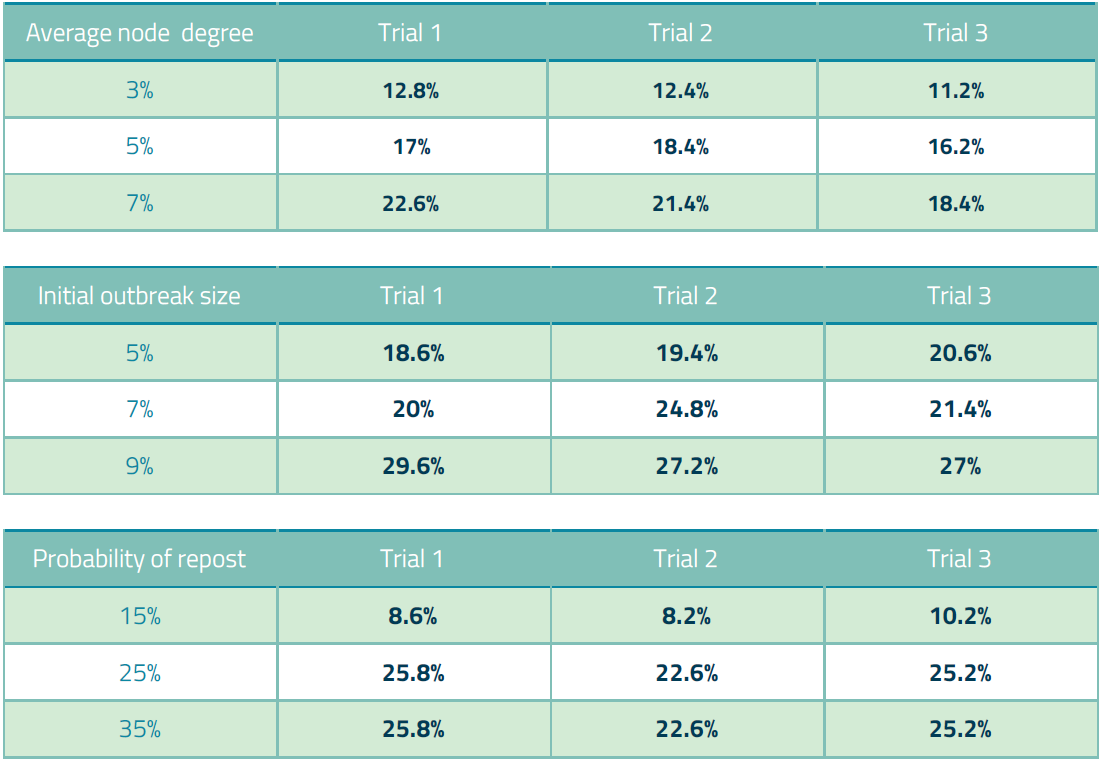 Average node degree Trial 1 Trial 2 Trial 3
3% 12.8% 12.4% 11.2%
5% 17% 18.4% 16.2%
7% 22.6% 21.4% 18.4%
Initial outbreak size Trial 1 Trial 2 Trial 3
5% 18.6% 19.4% 20.6%
7% 20% 24.8% 21.4%
9% 29.6% 27.2% 27%
Probability of repost Trial 1 Trial 2 Trial 3
15% 8.6% 8.2% 10.2%
25% 25.8% 22.6% 25.2%
35% 25.8% 22.6% 25.2%